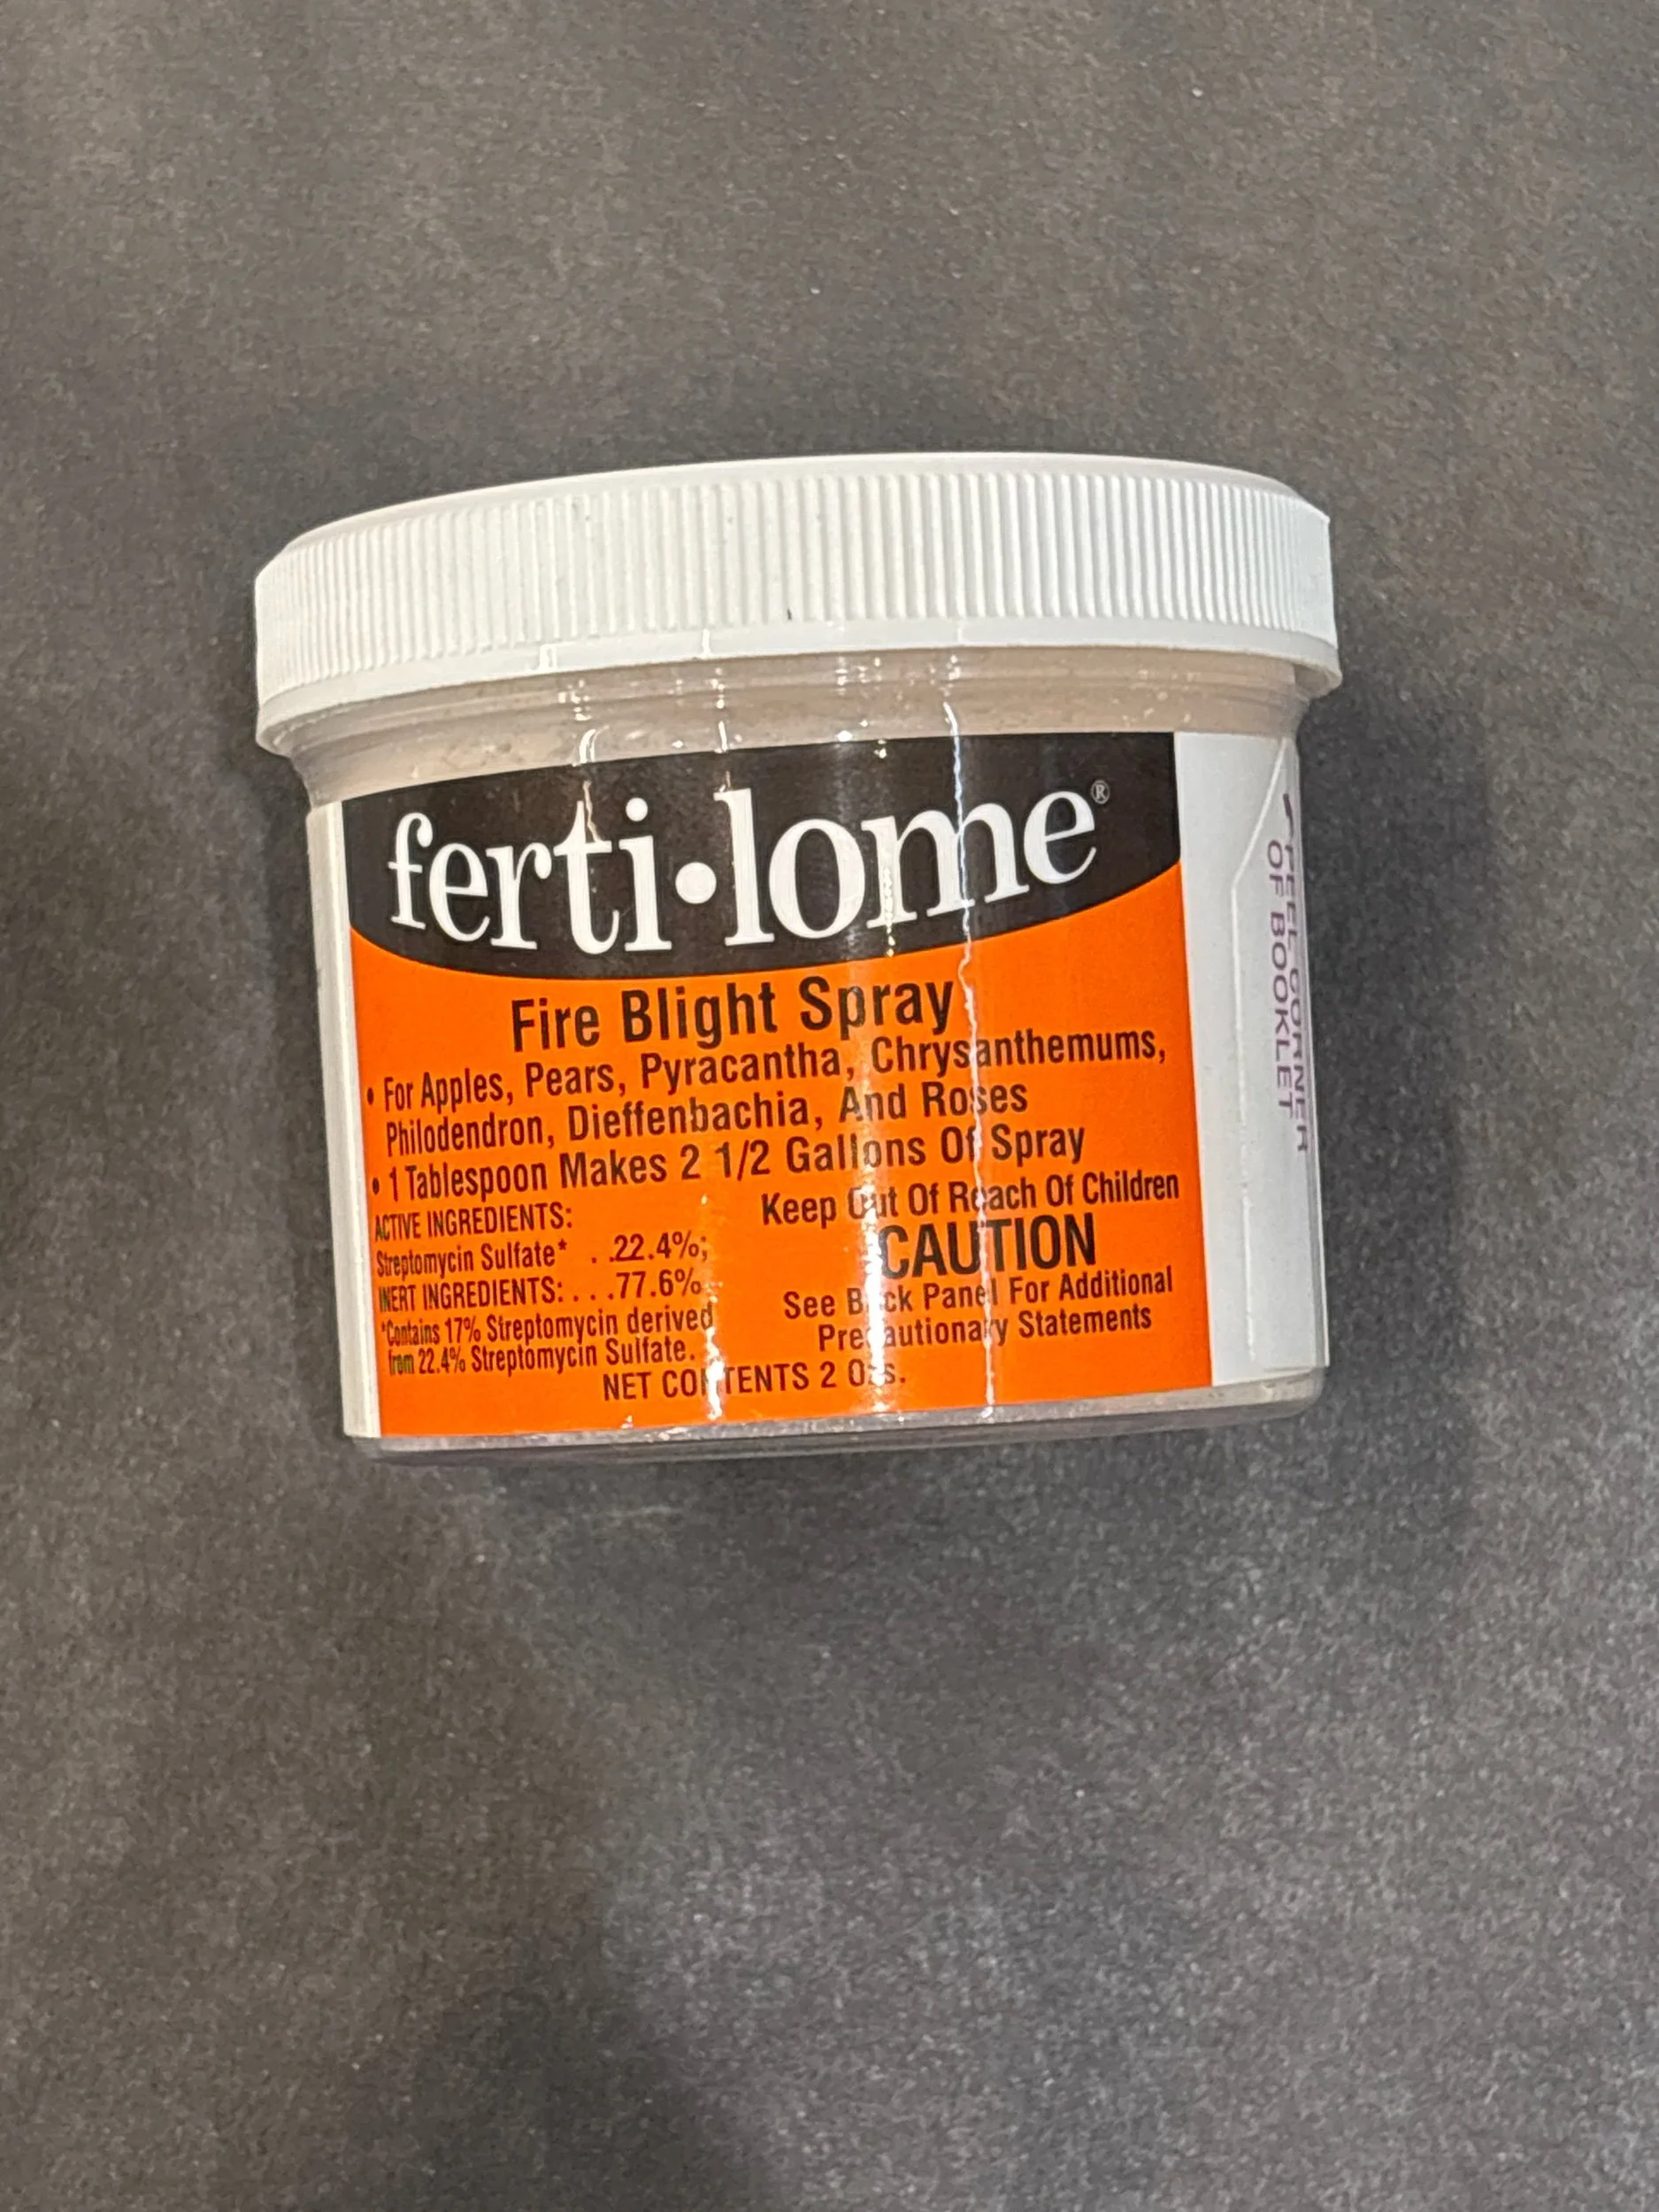 ferti•lome®
Fire Blight Spray
• For Apples, Pears, Pyracantha, Chrysanthemums,
Philodendron, Dieffenbachia, And Roses
• 1 Tablespoon Makes 2 1/2 Gallons Of Spray
ACTIVE INGREDIENTS:
Streptomycin Sulfate* . .22.4%;
INERT INGREDIENTS: . . .77.6%
*Contains 17% Streptomycin derived
from 22.4% Streptomycin Sulfate.
Keep Out Of Reach Of Children
CAUTION
See Back Panel For Additional
Precautionary Statements
NET CONTENTS 2 Ozs.
PEEL CORNER
OF BOOKLET